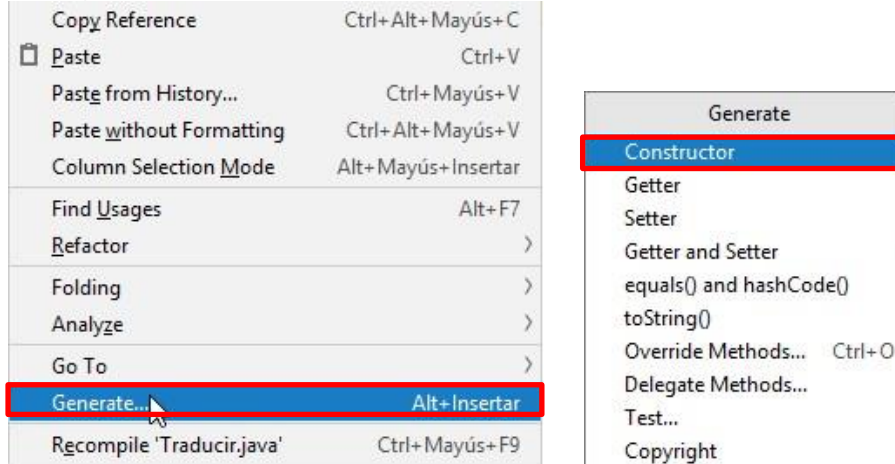 Copy Reference Ctrl+Alt+Mayús+C
Paste Ctrl+V
Paste from History... Ctrl+Mayús+V
Paste without Formatting Ctrl+Alt+Mayús+V
Column Selection Mode Alt+Mayús+Insertar
Find Usages Alt+F7
Refactor
Folding
Analyze
Go To
Generate... Alt+Insertar
Recompile 'Traducir.java' Ctrl+Mayús+F9
Generate
Constructor
Getter
Setter
Getter and Setter
equals() and hashCode()
toString()
Override Methods... Ctrl+O
Delegate Methods...
Test...
Copyright